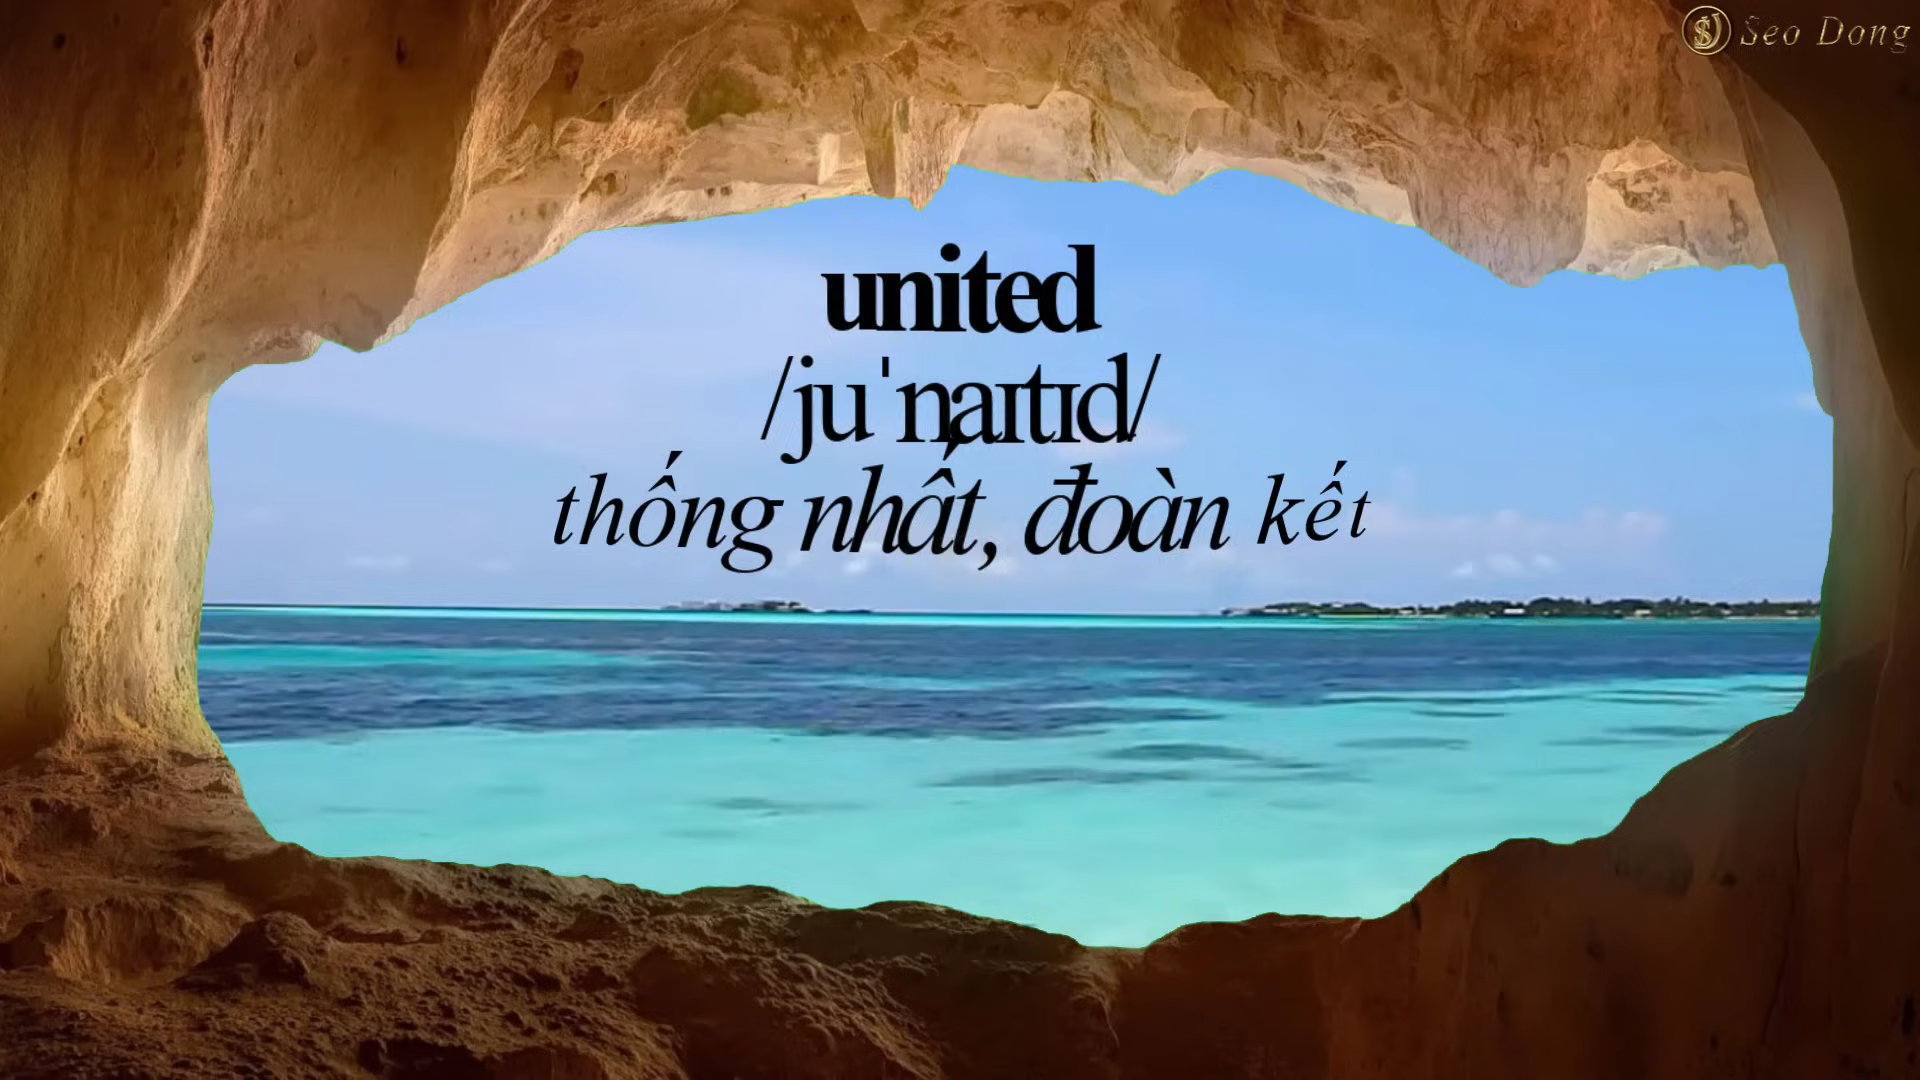 Seo Dong
united
/juˈnaɪtɪd/
thống nhất, đoàn kết